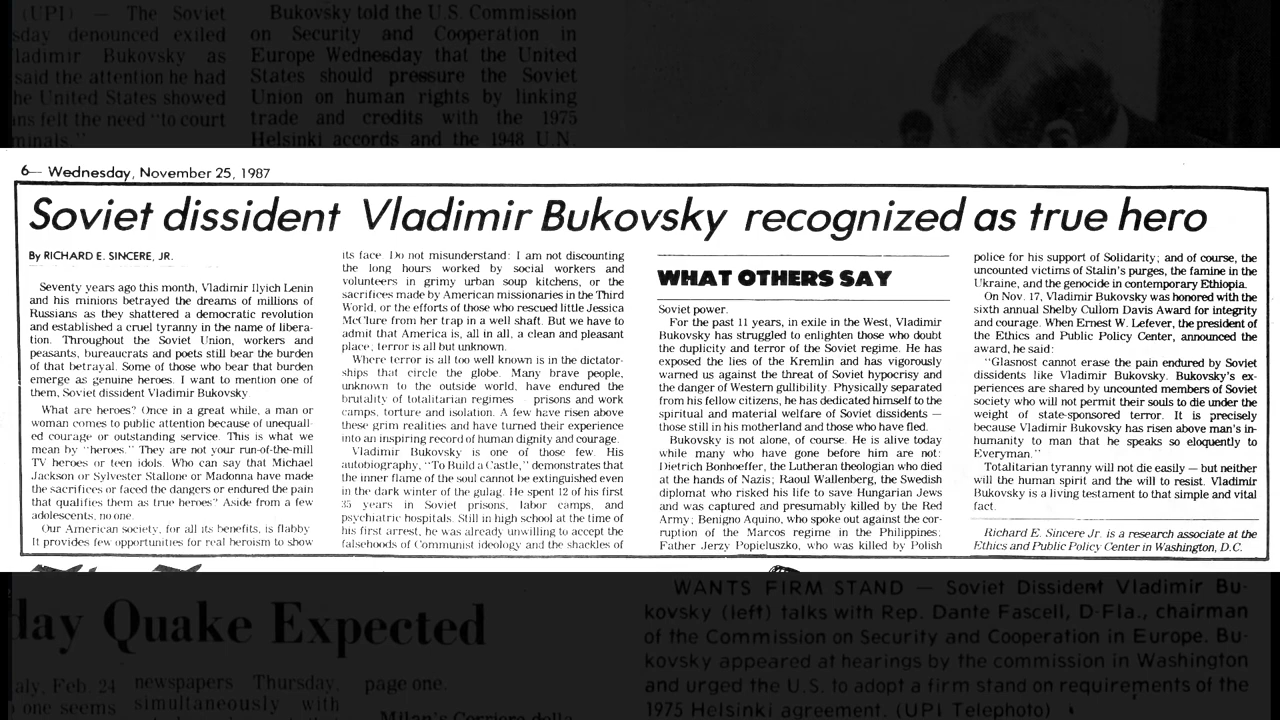 (UPI) — The Soviet
sday denounced exiled
ladimir Bukovsky as
said the attention he had
he United States showed
ans felt the need "to court
minals."
Bukovsky told the U.S. Commission
on Security and Cooperation in
Europe Wednesday that the United
States should pressure the Soviet
Union on human rights by linking
trade and credits with the 1975
Helsinki accords and the 1948 U.N.
6— Wednesday, November 25, 1987
Soviet dissident Vladimir Bukovsky recognized as true hero
By RICHARD E. SINCERE, JR.
Seventy years ago this month, Vladimir Ilyich Lenin
and his minions betrayed the dreams of millions of
Russians as they shattered a democratic revolution
and established a cruel tyranny in the name of libera-
tion. Throughout the Soviet Union, workers and
peasants, bureaucrats and poets still bear the burden
of that betrayal. Some of those who bear that burden
emerge as genuine heroes. I want to mention one of
them, Soviet dissident Vladimir Bukovsky.
What are heroes? Once in a great while, a man or
woman comes to public attention because of unequall-
ed courage or outstanding service. This is what we
mean by "heroes." They are not your run-of-the-mill
TV heroes or teen idols. Who can say that Michael
Jackson or Sylvester Stallone or Madonna have made
the sacrifices or faced the dangers or endured the pain
that qualifies them as true heroes? Aside from a few
adolescents, no one.
Our American society, for all its benefits, is flabby
It provides few opportunities for real heroism to show
its face. Do not misunderstand: I am not discounting
the long hours worked by social workers and
volunteers in grimy urban soup kitchens, or the
sacrifices made by American missionaries in the Third
World, or the efforts of those who rescued little Jessica
McClure from her trap in a well shaft. But we have to
admit that America is, all in all, a clean and pleasant
place; terror is all but unknown.
Where terror is all too well known is in the dictator-
ships that circle the globe. Many brave people,
unknown to the outside world, have endured the
brutality of totalitarian regimes — prisons and work
camps, torture and isolation. A few have risen above
these grim realities and have turned their experience
into an inspiring record of human dignity and courage.
Vladimir Bukovsky is one of those few. His
autobiography, "To Build a Castle," demonstrates that
the inner flame of the soul cannot be extinguished even
in the dark winter of the gulag. He spent 12 of his first
35 years in Soviet prisons, labor camps, and
psychiatric hospitals. Still in high school at the time of
his first arrest, he was already unwilling to accept the
falsehoods of Communist ideology and the shackles of
WHAT OTHERS SAY
Soviet power.
For the past 11 years, in exile in the West, Vladimir
Bukovsky has struggled to enlighten those who doubt
the duplicity and terror of the Soviet regime. He has
exposed the lies of the Kremlin and has vigorously
warned us against the threat of Soviet hypocrisy and
the danger of Western gullibility. Physically separated
from his fellow citizens, he has dedicated himself to the
spiritual and material welfare of Soviet dissidents —
those still in his motherland and those who have fled.
Bukovsky is not alone, of course. He is alive today
while many who have gone before him are not:
Dietrich Bonhoeffer, the Lutheran theologian who died
at the hands of Nazis; Raoul Wallenberg, the Swedish
diplomat who risked his life to save Hungarian Jews
and was captured and presumably killed by the Red
Army; Benigno Aquino, who spoke out against the cor-
ruption of the Marcos regime in the Philippines;
Father Jerzy Popieluszko, who was killed by Polish
police for his support of Solidarity; and of course, the
uncounted victims of Stalin's purges, the famine in the
Ukraine, and the genocide in contemporary Ethiopia.
On Nov. 17, Vladimir Bukovsky was honored with the
sixth annual Shelby Cullom Davis Award for integrity
and courage. When Ernest W. Lefever, the president of
the Ethics and Public Policy Center, announced the
award, he said:
"Glasnost cannot erase the pain endured by Soviet
dissidents like Vladimir Bukovsky. Bukovsky's ex-
periences are shared by uncounted members of Soviet
society who will not permit their souls to die under the
weight of state-sponsored terror. It is precisely
because Vladimir Bukovsky has risen above man's in-
humanity to man that he speaks so eloquently to
Everyman."
Totalitarian tyranny will not die easily — but neither
will the human spirit and the will to resist. Vladimir
Bukovsky is a living testament to that simple and vital
fact.
Richard E. Sincere Jr. is a research associate at the
Ethics and Public Policy Center in Washington, D.C.
day Quake Expected
aly, Feb. 24
one seems
newspapers Thursday,
simultaneously with
page one.
Milan's Corriere della
WANTS FIRM STAND — Soviet Dissident Vladimir Bu-
kovsky (left) talks with Rep. Dante Fascell, D-Fla., chairman
of the Commission on Security and Cooperation in Europe. Bu-
kovsky appeared at hearings by the commission in Washington
and urged the U.S. to adopt a firm stand on requirements of the
1975 Helsinki agreement. (UPI Telephoto)